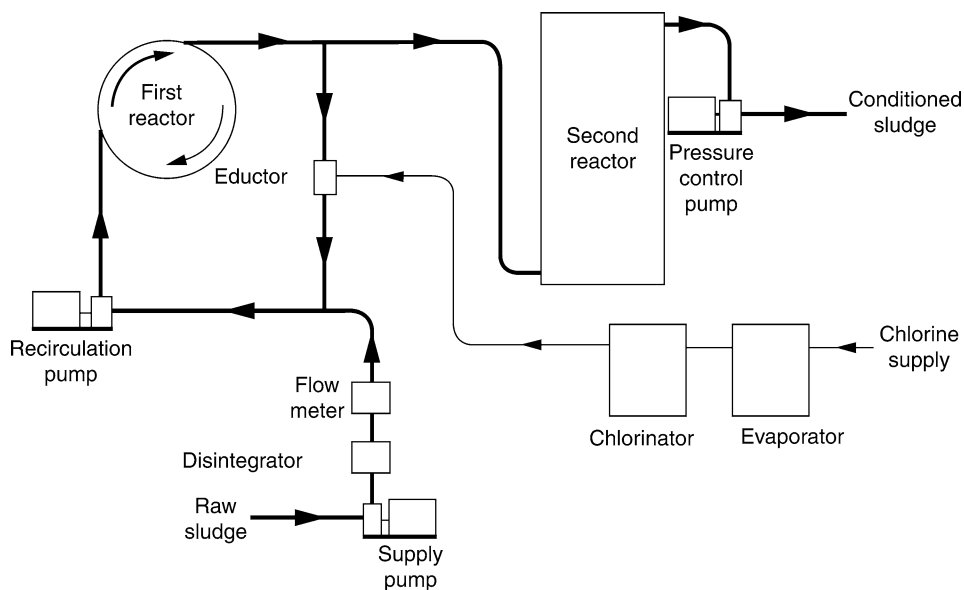 First
reactor
Eductor
Second
reactor
Pressure
control
pump
Conditioned
sludge
Recirculation
pump
Flow
meter
Chlorine
supply
Chlorinator
Evaporator
Disintegrator
Raw
sludge
Supply
pump